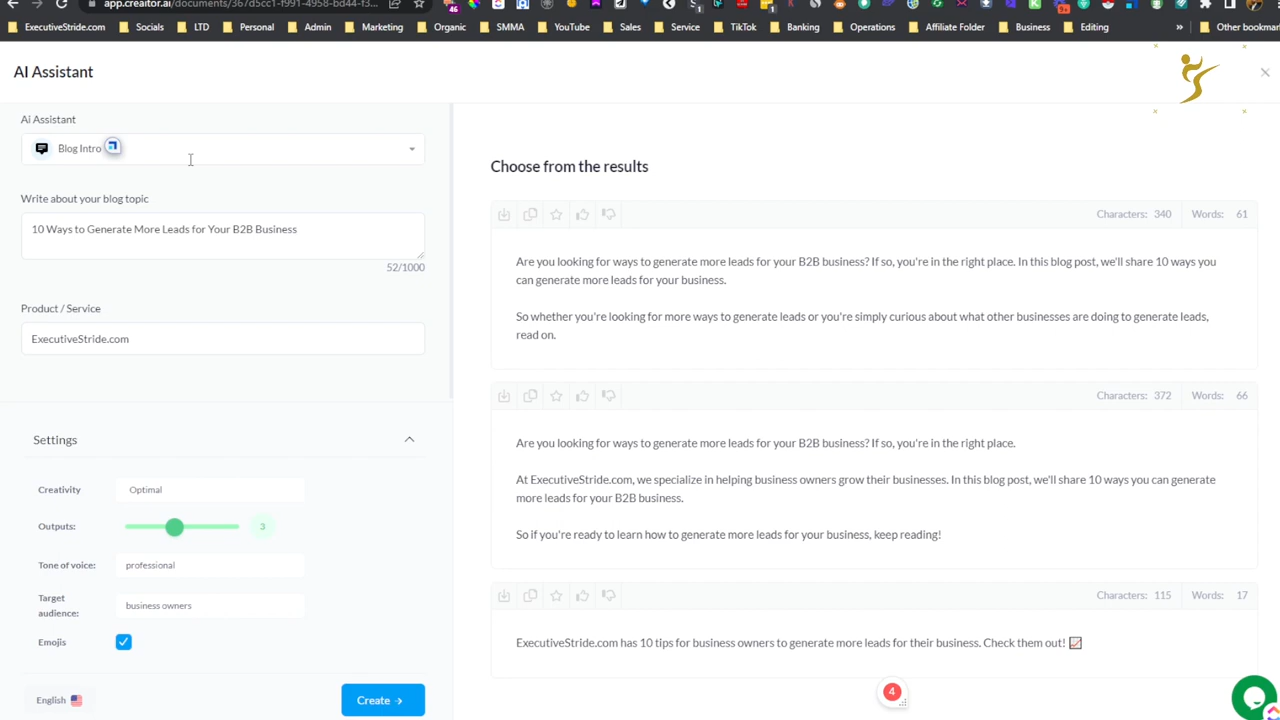 app.creaitor.ai/documents/367d5cc1-f991-4958-bd44-f3...
ExecutiveStride.com
Socials
LTD
Personal
Admin
Marketing
Organic
SMMA
YouTube
Sales
Service
TikTok
Banking
Operations
Affiliate Folder
Business
Editing
»
Other bookmar
AI Assistant
Ai Assistant
Blog Intro
Write about your blog topic
10 Ways to Generate More Leads for Your B2B Business
52/1000
Product / Service
ExecutiveStride.com
Settings
Creativity
Optimal
Outputs:
3
Tone of voice:
professional
Target
audience:
business owners
Emojis
English
Create →
Choose from the results
Characters: 340 Words: 61
Are you looking for ways to generate more leads for your B2B business? If so, you're in the right place. In this blog post, we'll share 10 ways you
can generate more leads for your business.
So whether you're looking for more ways to generate leads or you're simply curious about what other businesses are doing to generate leads,
read on.
Characters: 372 Words: 66
Are you looking for ways to generate more leads for your B2B business? If so, you're in the right place.
At ExecutiveStride.com, we specialize in helping business owners grow their businesses. In this blog post, we'll share 10 ways you can generate
more leads for your B2B business.
So if you're ready to learn how to generate more leads for your business, keep reading!
Characters: 115 Words: 17
ExecutiveStride.com has 10 tips for business owners to generate more leads for their business. Check them out!
4